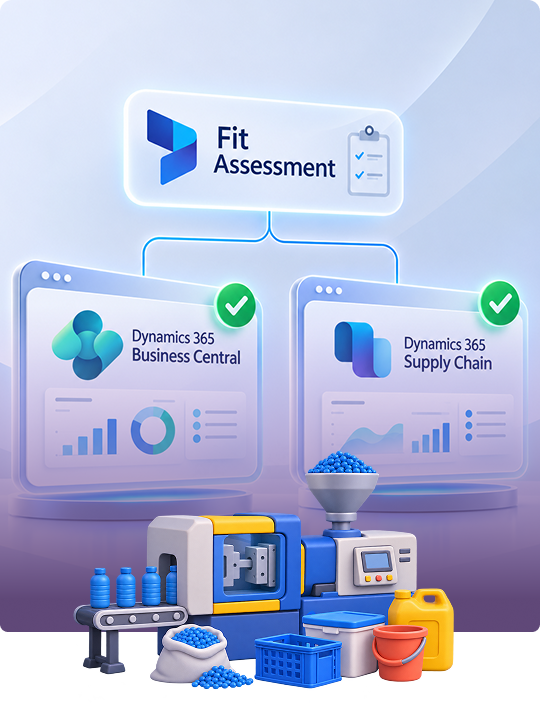 Fit
Assessment
Dynamics 365
Business Central
Dynamics 365
Supply Chain